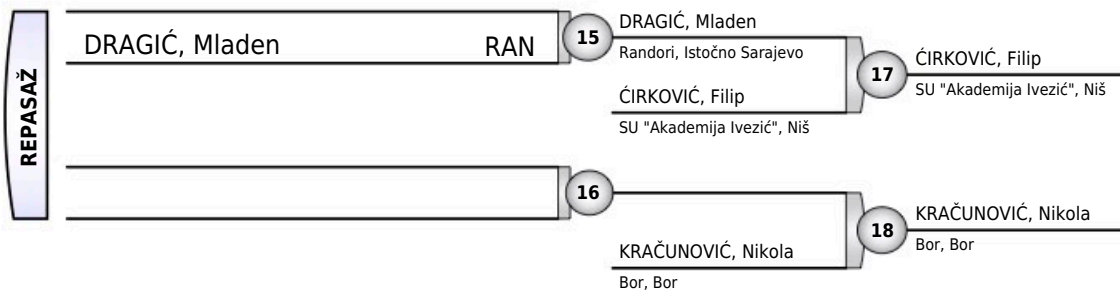 REPASAŽ
DRAGIĆ, Mladen RAN
15
DRAGIĆ, Mladen
Randori, Istočno Sarajevo
ĆIRKOVIĆ, Filip
SU "Akademija Ivezić", Niš
17
ĆIRKOVIĆ, Filip
SU "Akademija Ivezić", Niš
16
KRAČUNOVIĆ, Nikola
Bor, Bor
18
KRAČUNOVIĆ, Nikola
Bor, Bor